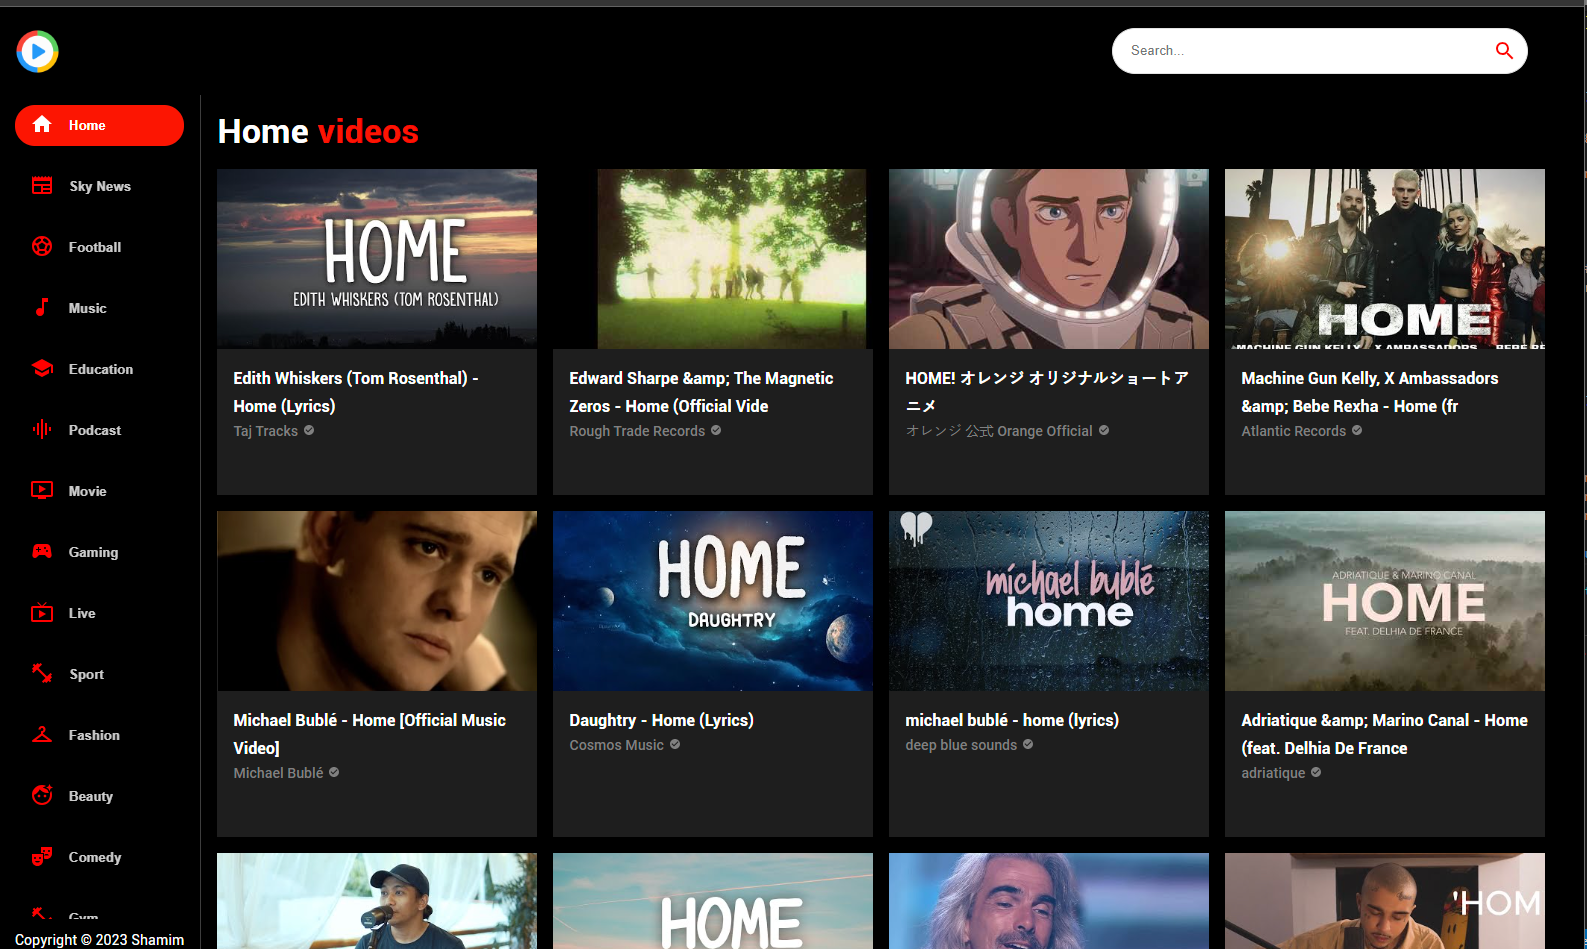 Search...
Home
Sky News
Football
Music
Education
Podcast
Movie
Gaming
Live
Sport
Fashion
Beauty
Comedy
Gym
Copyright © 2023 Shamim
Home videos
HOME
EDITH WHISKERS (TOM ROSENTHAL)
Edith Whiskers (Tom Rosenthal) -
Home (Lyrics)
Taj Tracks
Edward Sharpe &amp; The Magnetic
Zeros - Home (Official Vide
Rough Trade Records
HOME! オレンジ オリジナルショートア
ニメ
オレンジ 公式 Orange Official
HOME
MACHINE GUN KELLY, X AMBASSADORS
Machine Gun Kelly, X Ambassadors
&amp; Bebe Rexha - Home (fr
Atlantic Records
Michael Bublé - Home [Official Music
Video]
Michael Bublé
HOME
DAUGHTRY
Daughtry - Home (Lyrics)
Cosmos Music
michael bublé
home
michael bublé - home (lyrics)
deep blue sounds
ADRIATIQUE & MARINO CANAL
HOME
FEAT. DELHIA DE FRANCE
Adriatique &amp; Marino Canal - Home
(feat. Delhia De France
adriatique
HOME
'HOM